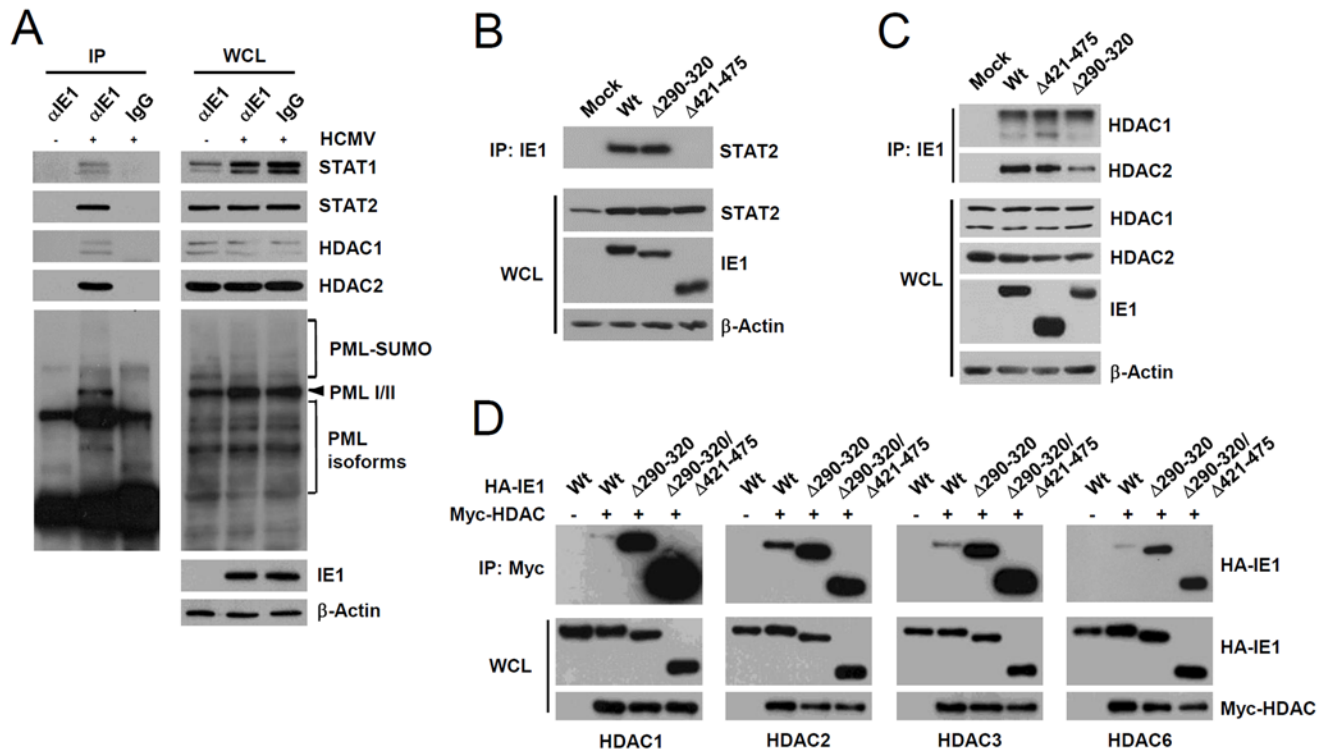 A
IP WCL
αIE1 αIE1 IgG αIE1 αIE1 IgG
- + + - + + HCMV
STAT1
STAT2
HDAC1
HDAC2
PML-SUMO
PML I/II
PML
isoforms
IE1
β-Actin
B
Mock Wt Δ290-320 Δ421-475
IP: IE1 STAT2
STAT2
WCL IE1
β-Actin
C
Mock Wt Δ421-475 Δ290-320
IP: IE1 HDAC1
HDAC2
HDAC1
WCL HDAC2
IE1
β-Actin
D
HA-IE1 Wt Wt Δ290-320 Δ290-320/Δ421-475 Wt Wt Δ290-320 Δ290-320/Δ421-475 Wt Wt Δ290-320 Δ290-320/Δ421-475 Wt Wt Δ290-320 Δ290-320/Δ421-475
Myc-HDAC - + + + - + + + - + + + - + + +
IP: Myc HA-IE1
WCL HA-IE1
Myc-HDAC
HDAC1 HDAC2 HDAC3 HDAC6